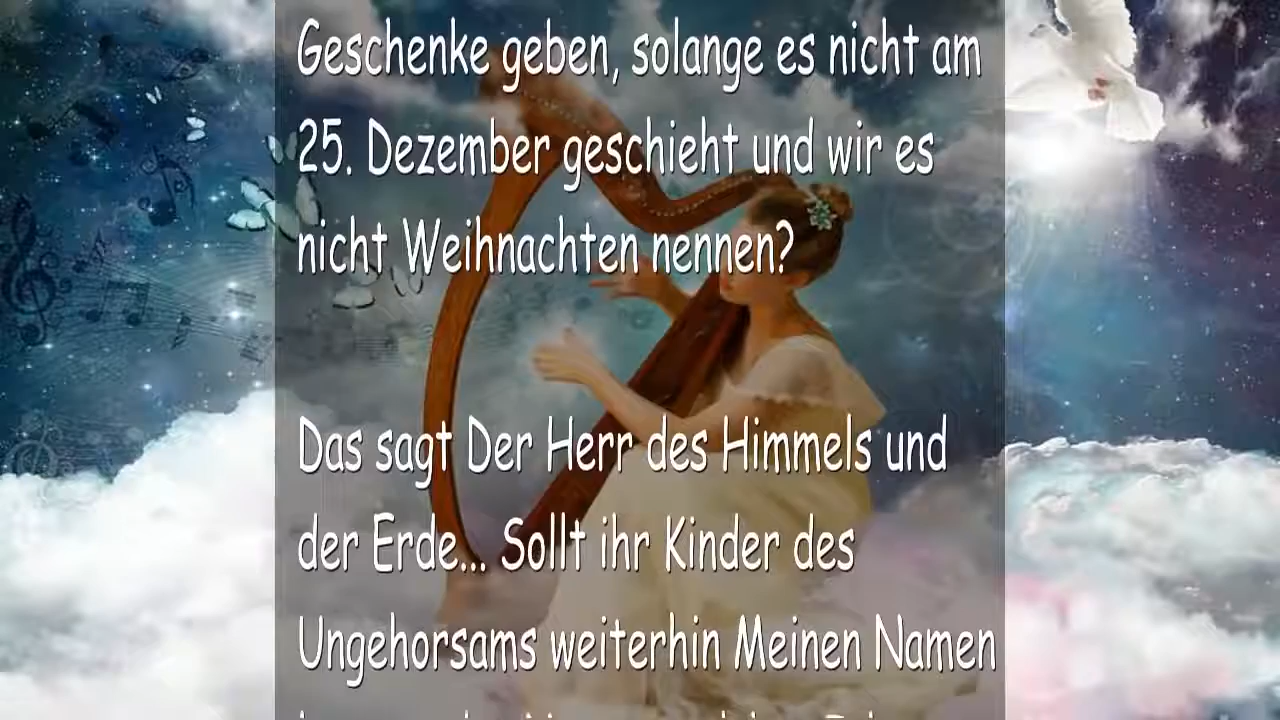 Geschenke geben, solange es nicht am
25. Dezember geschieht und wir es
nicht Weihnachten nennen?
Das sagt Der Herr des Himmels und
der Erde... Sollt ihr Kinder des
Ungehorsams weiterhin Meinen Namen